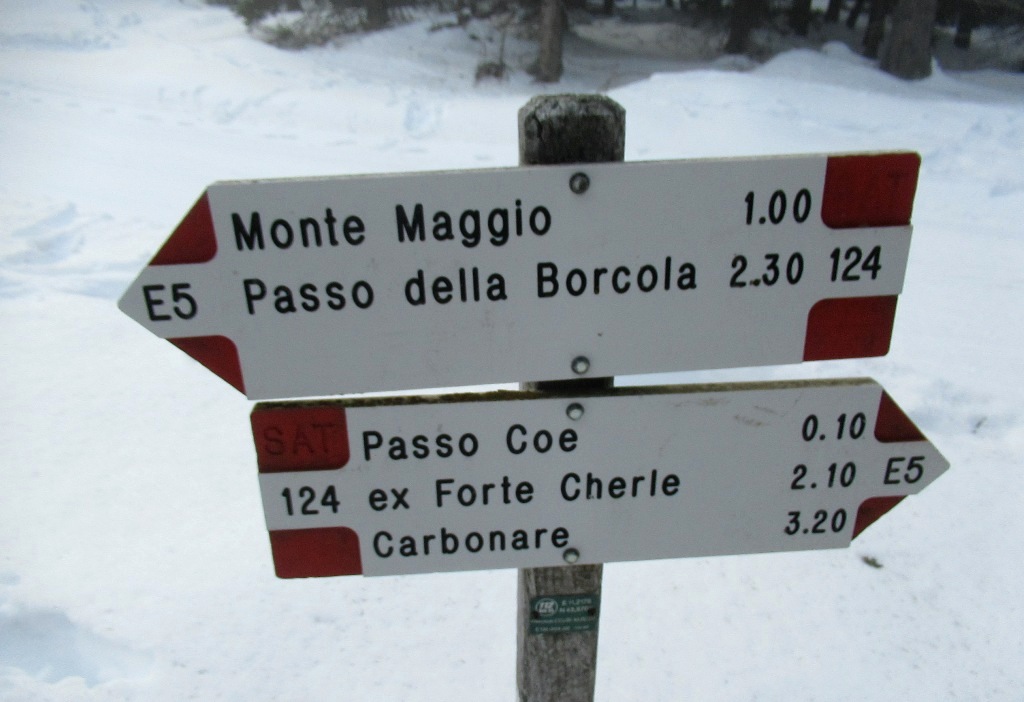 Monte Maggio 1.00
E5 Passo della Borcola 2.30 124
SAT Passo Coe 0.10
124 ex Forte Cherle 2.10 E5
Carbonare 3.20